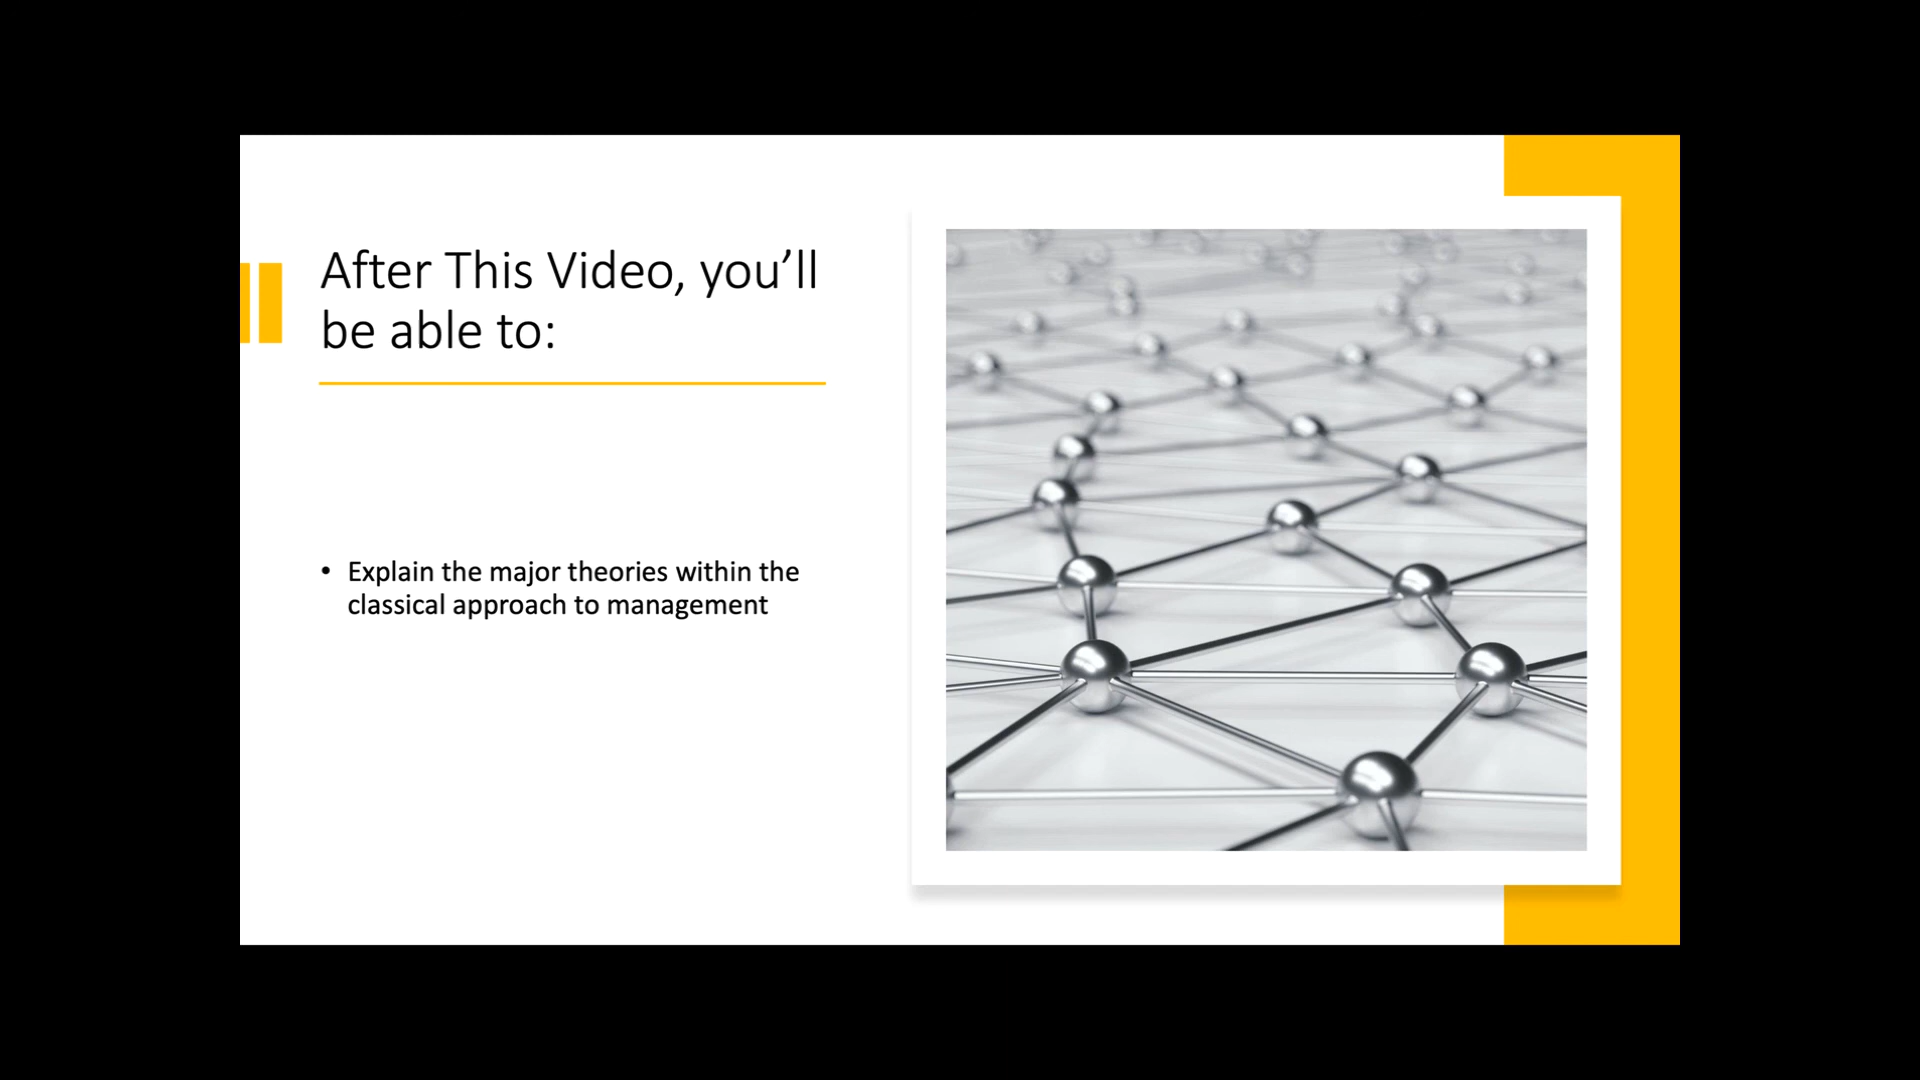 After This Video, you’ll
be able to:
• Explain the major theories within the
classical approach to management